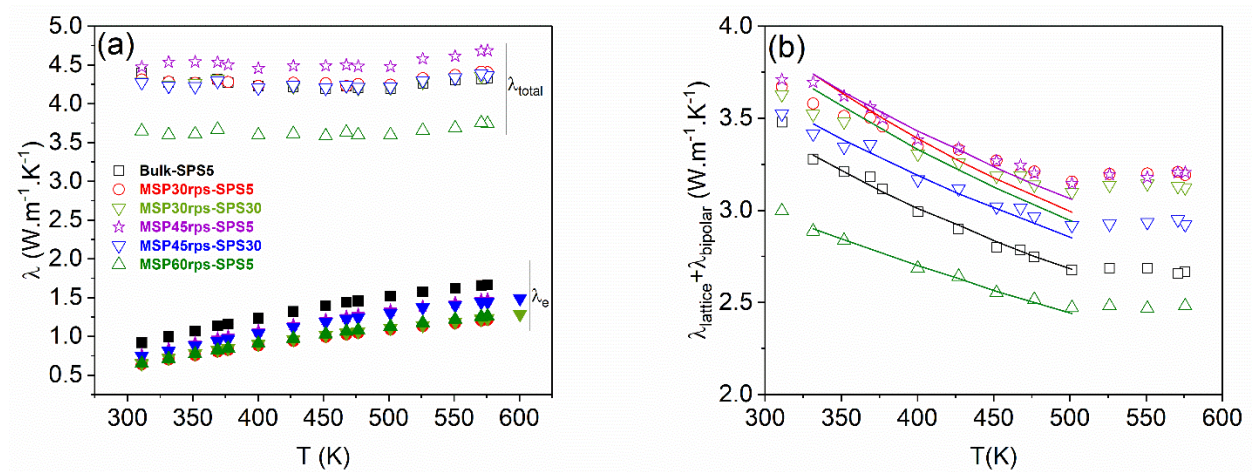 (a)
5.0
4.5
4.0
3.5
3.0
2.5
2.0
1.5
1.0
0.5
λ (W.m⁻¹.K⁻¹)
λtotal
Bulk-SPS5
MSP30rps-SPS5
MSP30rps-SPS30
MSP45rps-SPS5
MSP45rps-SPS30
MSP60rps-SPS5
λe
300 350 400 450 500 550 600
T (K)
(b)
4.0
3.5
3.0
2.5
2.0
λlattice+λbipolar (W.m⁻¹.K⁻¹)
300 350 400 450 500 550 600
T(K)